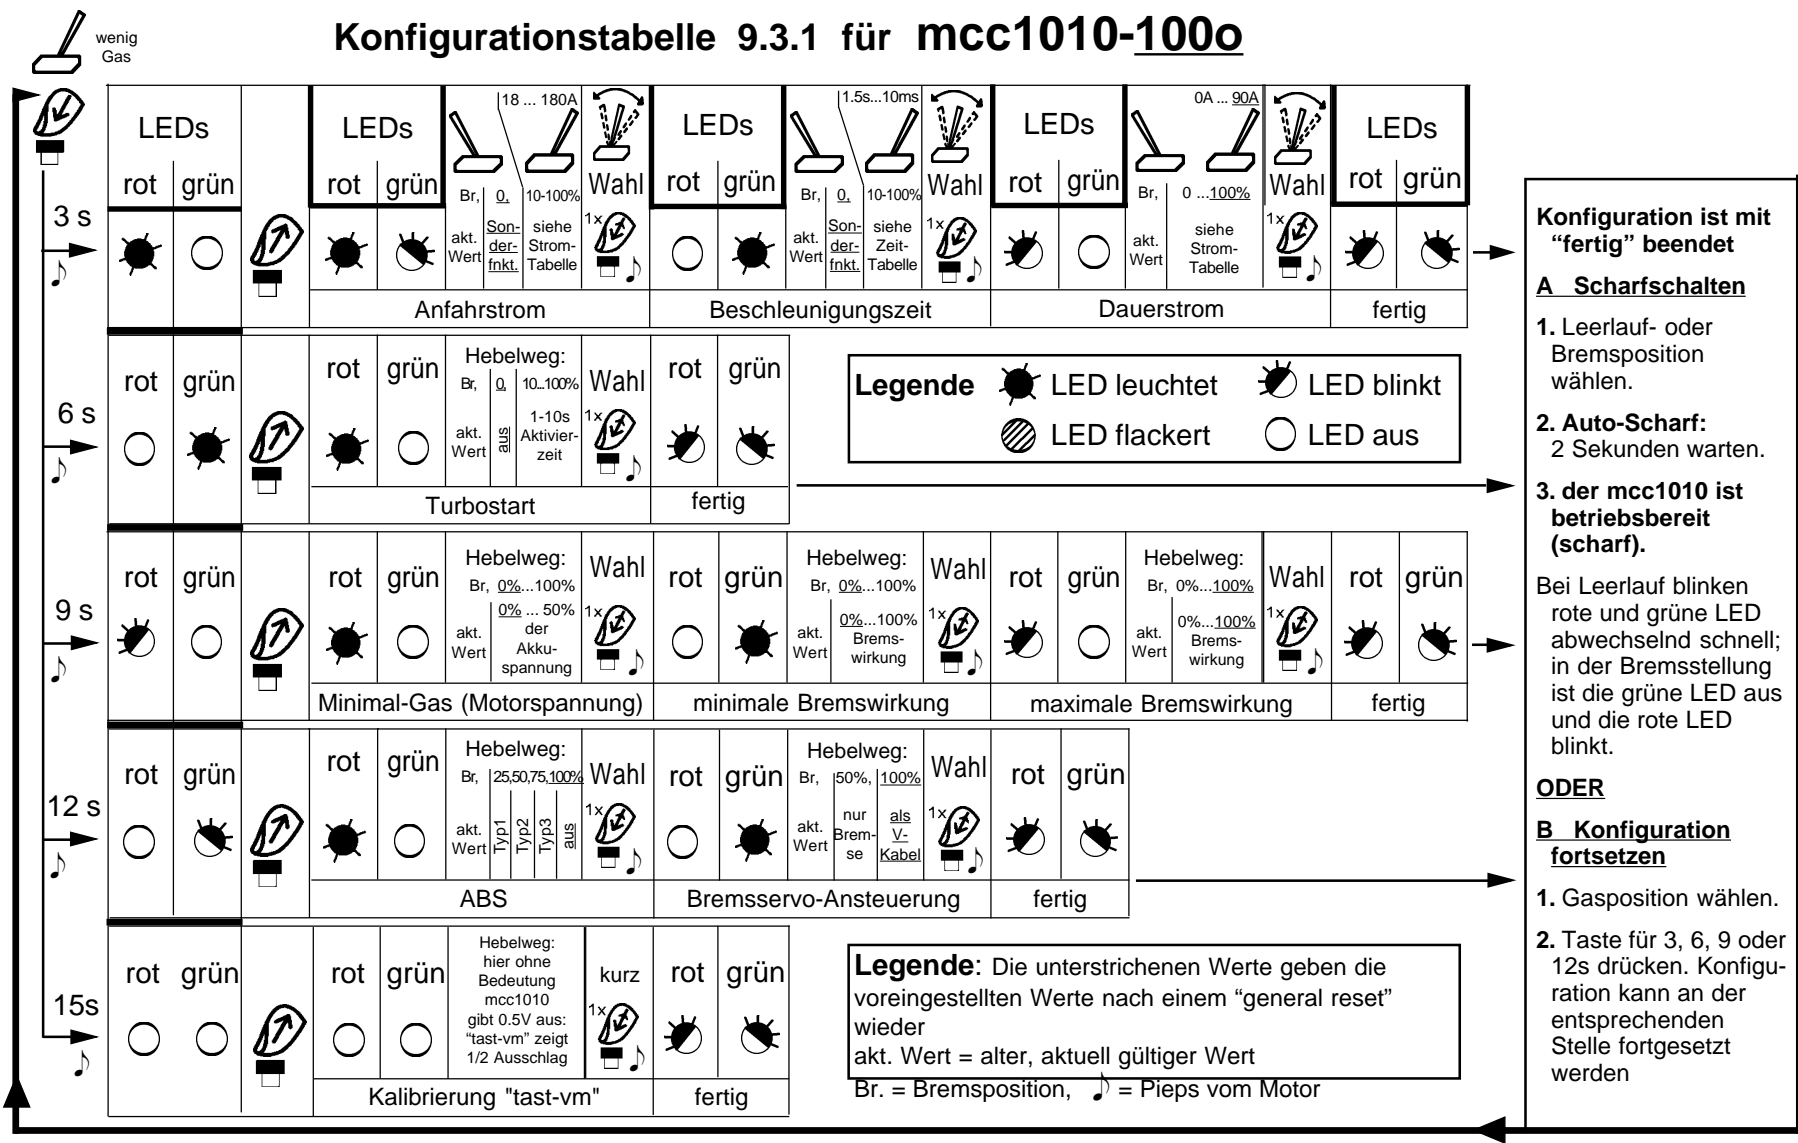 wenig
Gas
Konfigurationstabelle 9.3.1 für mcc1010-100o
3 s
LEDs
rot grün
LEDs
rot grün
18 ... 180A
Br, 0, 10-100%
akt. Wert
Son-
der-
fnkt.
siehe
Strom-
Tabelle
Wahl
1x
Anfahrstrom
LEDs
rot grün
1.5s...10ms
Br, 0, 10-100%
akt. Wert
Son-
der-
fnkt.
siehe
Zeit-
Tabelle
Wahl
1x
Beschleunigungszeit
LEDs
rot grün
0A ... 90A
Br, 0 ...100%
akt.
Wert
siehe
Strom-
Tabelle
Wahl
1x
Dauerstrom
LEDs
rot grün
fertig
6 s
rot grün
rot grün
Hebelweg:
Br, 0, 10...100%
akt.
Wert
aus
1-10s
Aktivier-
zeit
Wahl
1x
Turbostart
rot grün
fertig
Legende LED leuchtet LED blinkt
LED flackert LED aus
9 s
rot grün
rot grün
Hebelweg:
Br, 0%...100%
akt.
Wert
0% ... 50%
der
Akku-
spannung
Wahl
1x
Minimal-Gas (Motorspannung)
rot grün
Hebelweg:
Br, 0%...100%
akt.
Wert
0%...100%
Brems-
wirkung
Wahl
1x
minimale Bremswirkung
rot grün
Hebelweg:
Br, 0%...100%
akt.
Wert
0%...100%
Brems-
wirkung
Wahl
1x
maximale Bremswirkung
rot grün
fertig
12 s
rot grün
rot grün
Hebelweg:
Br, 25,50,75,100%
akt.
Wert
Typ1
Typ2
Typ3
aus
Wahl
1x
ABS
rot grün
Hebelweg:
Br, 50%, 100%
akt.
Wert
nur
Brem-
se
als
V-
Kabel
Wahl
1x
Bremsservo-Ansteuerung
rot grün
fertig
15s
rot grün
rot grün
Hebelweg:
hier ohne
Bedeutung
mcc1010
gibt 0.5V aus:
“tast-vm” zeigt
1/2 Ausschlag
kurz
1x
Kalibrierung "tast-vm"
rot grün
fertig
Legende: Die unterstrichenen Werte geben die
voreingestellten Werte nach einem “general reset”
wieder
akt. Wert = alter, aktuell gültiger Wert
Br. = Bremsposition, ♪ = Pieps vom Motor
Konfiguration ist mit
“fertig” beendet
A Scharfschalten
1. Leerlauf- oder
Bremsposition
wählen.
2. Auto-Scharf:
2 Sekunden warten.
3. der mcc1010 ist
betriebsbereit
(scharf).
Bei Leerlauf blinken
rote und grüne LED
abwechselnd schnell;
in der Bremsstellung
ist die grüne LED aus
und die rote LED
blinkt.
ODER
B Konfiguration
fortsetzen
1. Gasposition wählen.
2. Taste für 3, 6, 9 oder
12s drücken. Konfigu-
ration kann an der
entsprechenden
Stelle fortgesetzt
werden